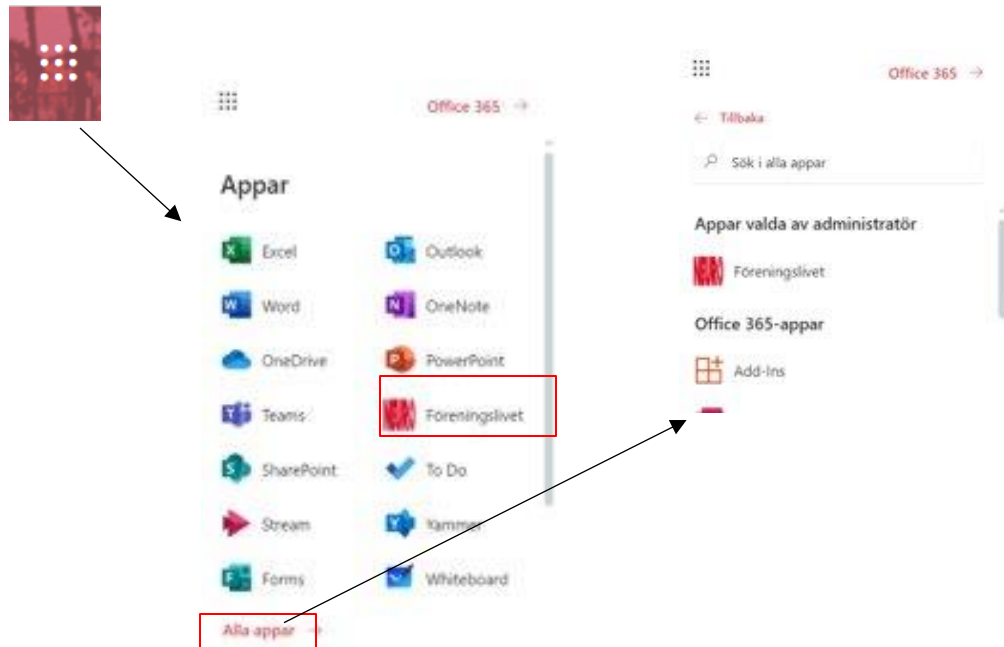 Office 365 →
Appar
Excel
Outlook
Word
OneNote
OneDrive
PowerPoint
Teams
Föreningslivet
SharePoint
To Do
Stream
Yammer
Forms
Whiteboard
Alla appar →
Office 365 →
← Tillbaka
Sök i alla appar
Appar valda av administratör
Föreningslivet
Office 365-appar
Add-Ins